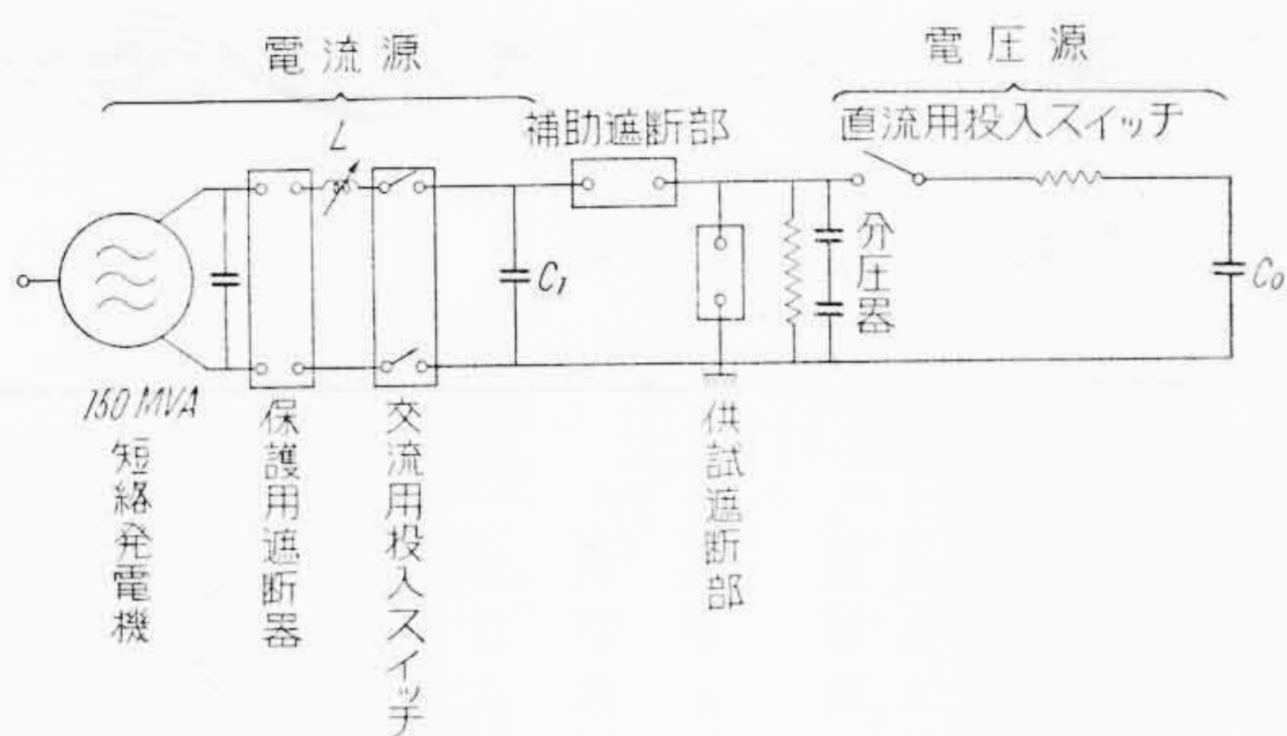 電流源
電圧源
補助遮断部
直流用投入スイッチ
L
分圧器
C₁
C₀
150 MVA
短絡発電機
保護用遮断器
交流用投入スイッチ
供試遮断部